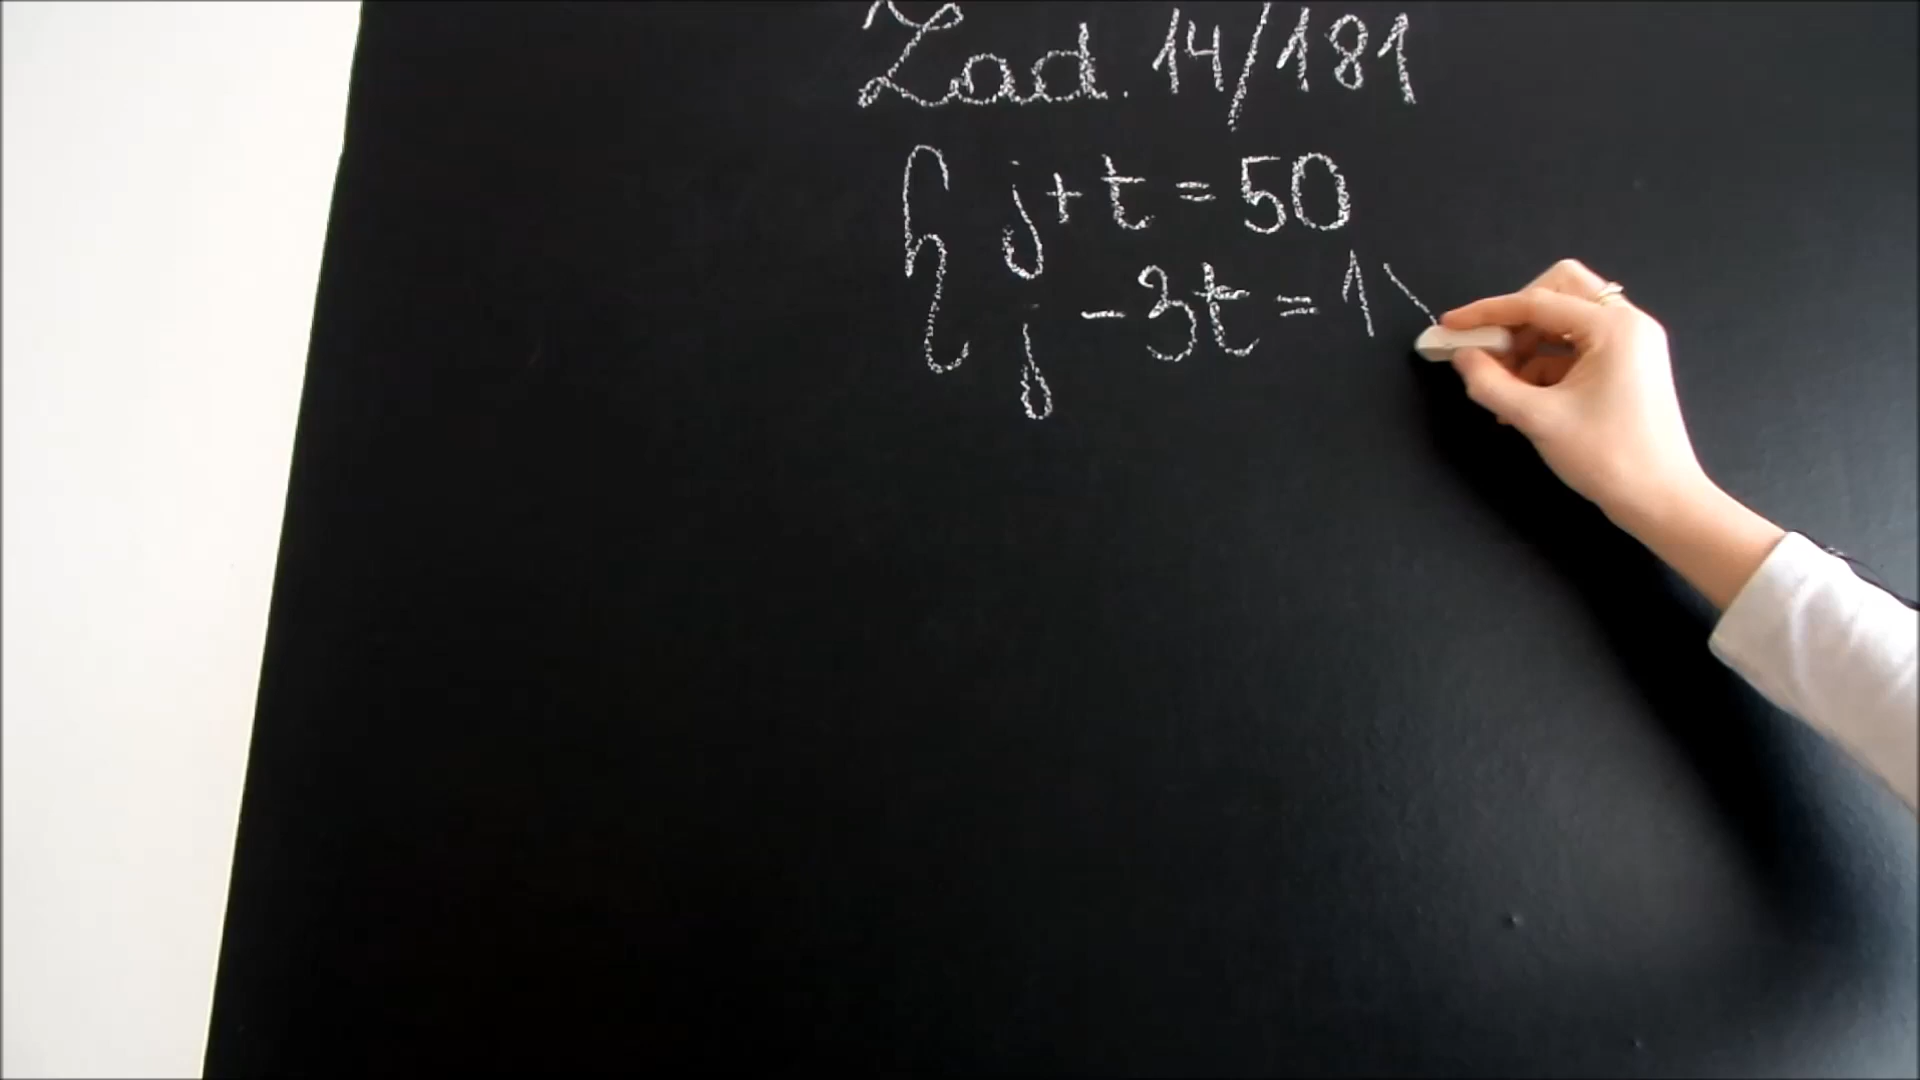 Zad. 14/181
{ j + t = 50
j - 3t = 1 \